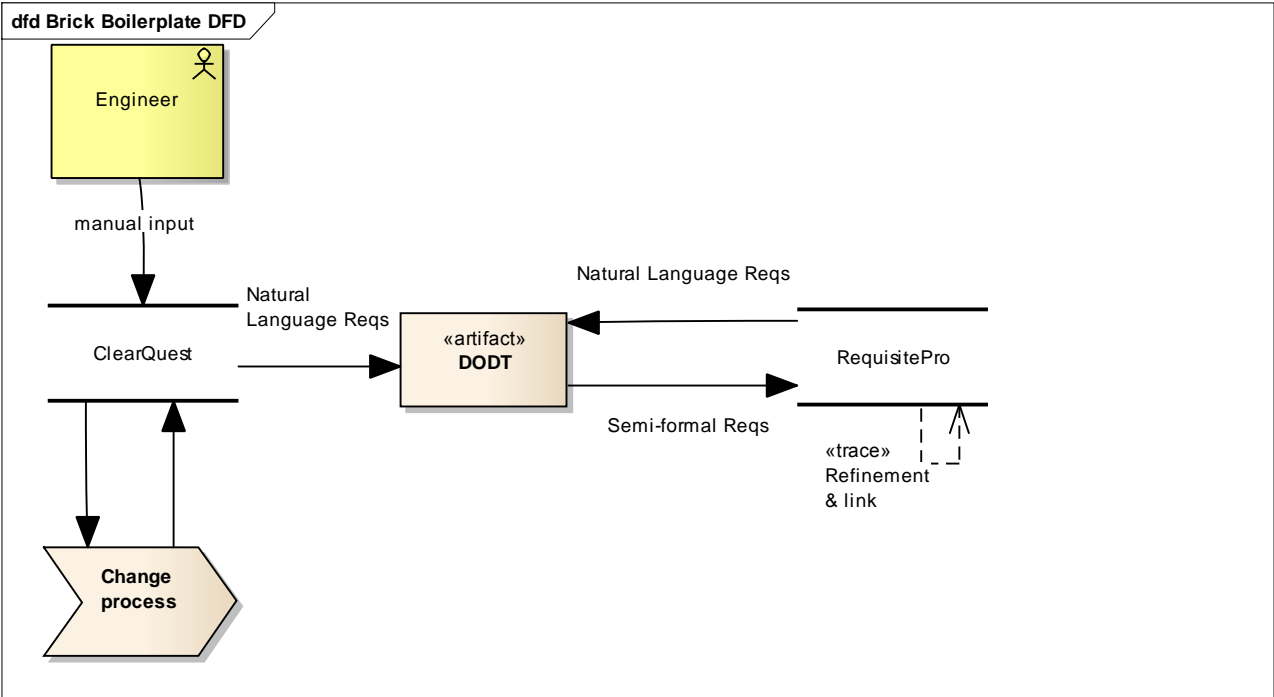 dfd Brick Boilerplate DFD
Engineer
manual input
Natural
Language Reqs
ClearQuest
«artifact»
DODT
Natural Language Reqs
RequisitePro
Semi-formal Reqs
«trace»
Refinement
& link
Change
process